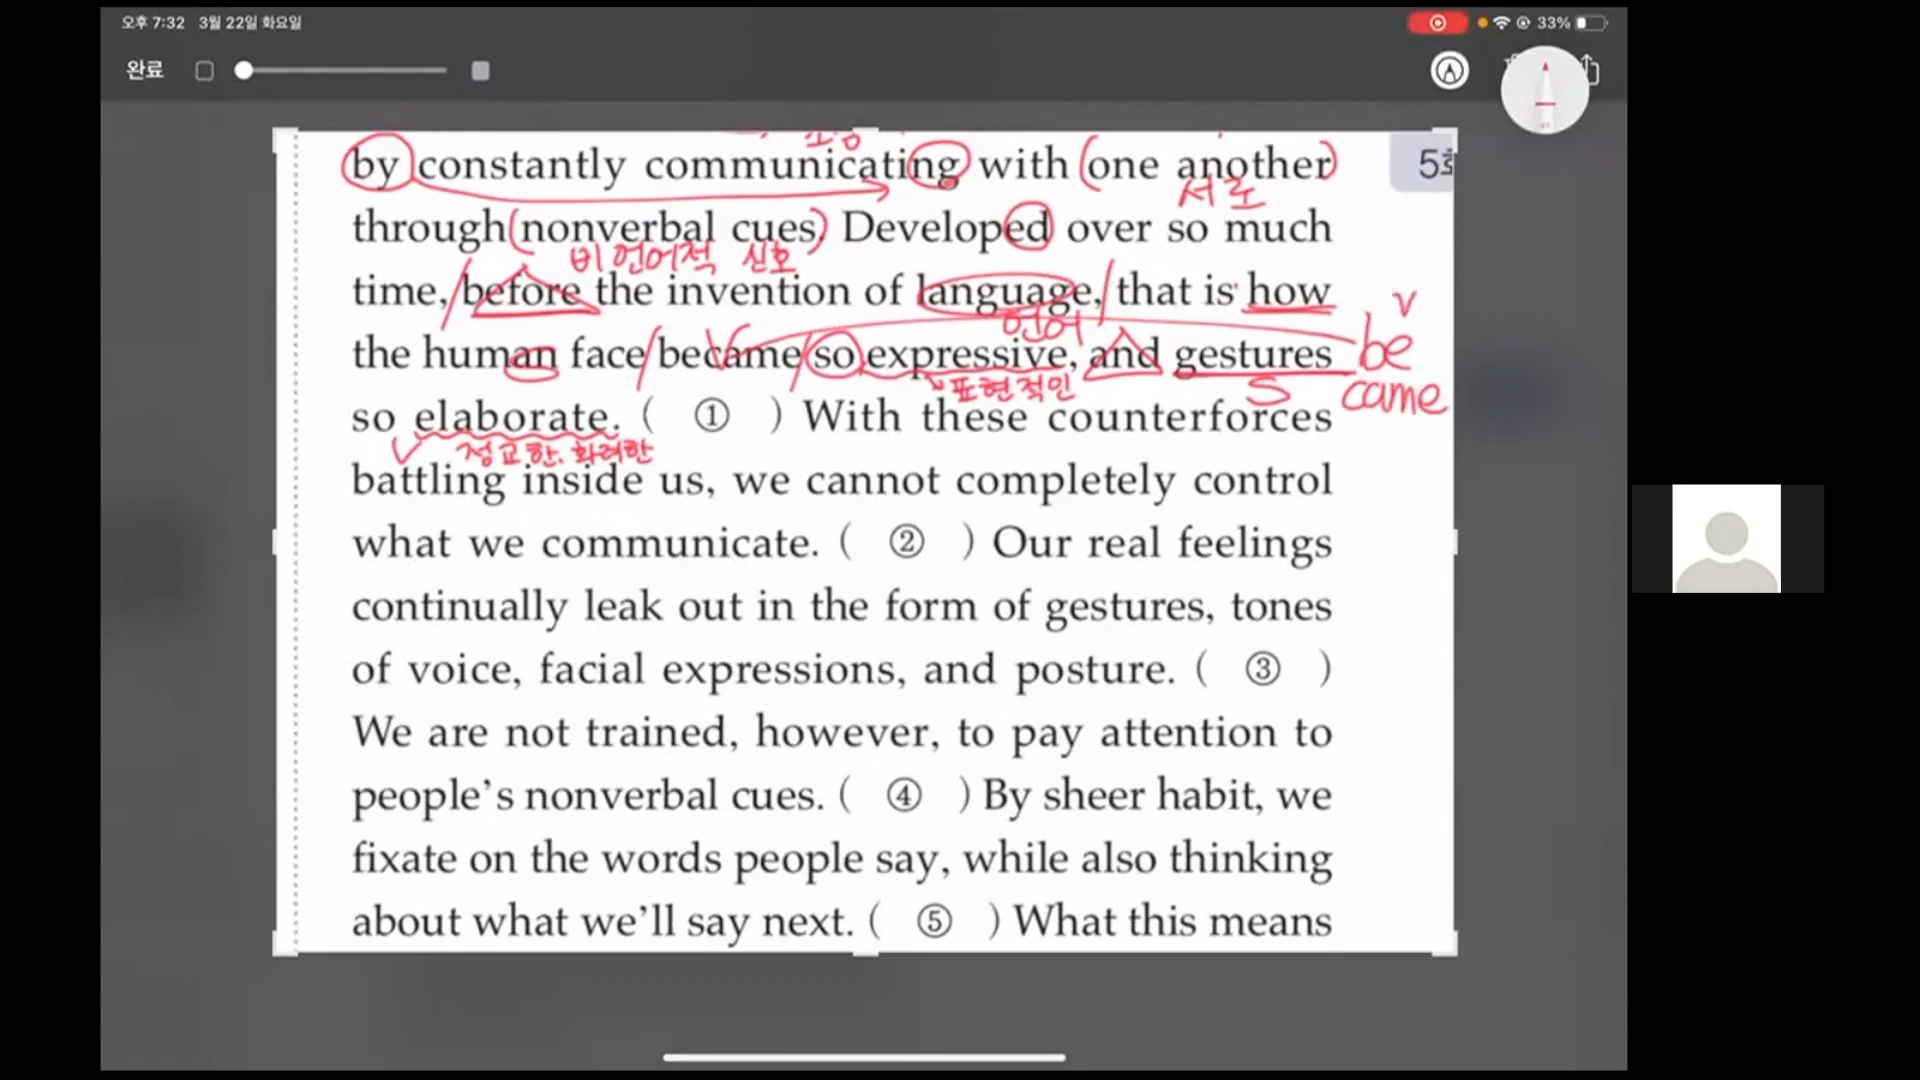 오후 7:32 3월 22일 화요일
33%
완료
by constantly communicating with one another
5회
서로
through nonverbal cues. Developed over so much
비언어적 신호
time, before the invention of language, that is how
언어
v
the human face became so expressive, and gestures
be
came
표현적인
S
so elaborate. ( ① ) With these counterforces
정교한, 화려한
battling inside us, we cannot completely control
what we communicate. ( ② ) Our real feelings
continually leak out in the form of gestures, tones
of voice, facial expressions, and posture. ( ③ )
We are not trained, however, to pay attention to
people's nonverbal cues. ( ④ ) By sheer habit, we
fixate on the words people say, while also thinking
about what we'll say next. ( ⑤ ) What this means